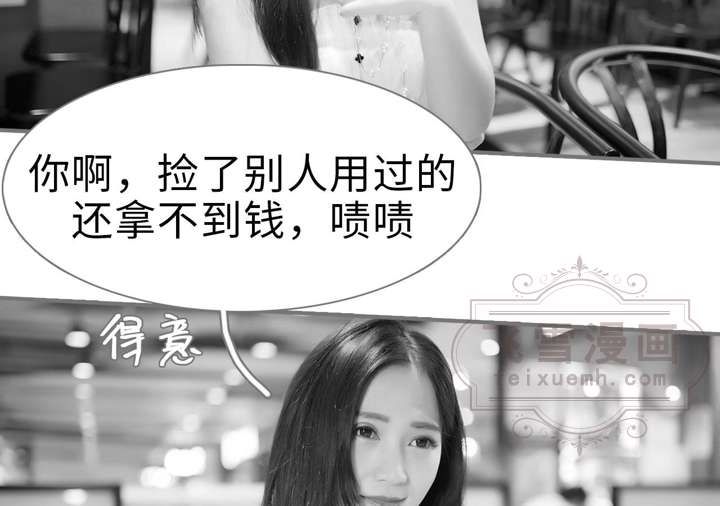 你啊，捡了别人用过的
还拿不到钱，啧啧
得意
飞雪漫画
feixuemh.com